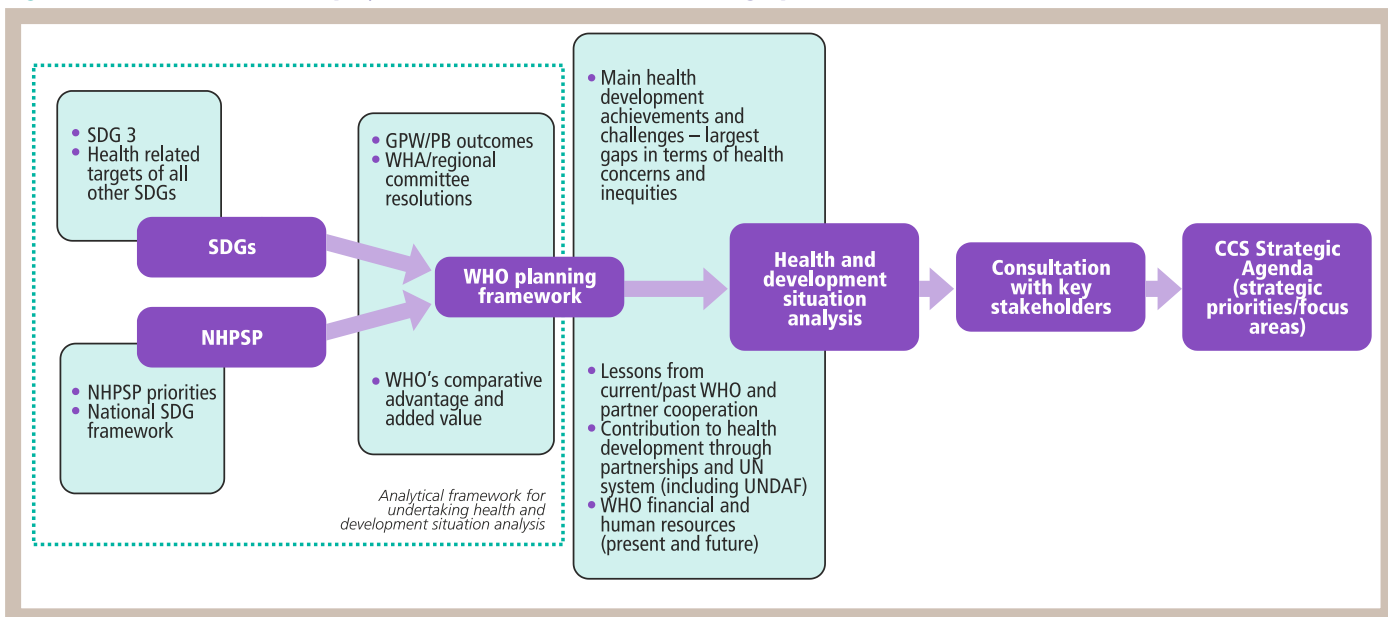 • SDG 3
• Health related
targets of all
other SDGs
SDGs
NHPSP
• NHPSP priorities
• National SDG
framework
• GPW/PB outcomes
• WHA/regional
committee
resolutions
WHO planning
framework
• WHO’s comparative
advantage and
added value
Analytical framework for
undertaking health and
development situation analysis
• Main health
development
achievements and
challenges – largest
gaps in terms of health
concerns and
inequities
Health and
development
situation
analysis
• Lessons from
current/past WHO and
partner cooperation
• Contribution to health
development through
partnerships and UN
system (including UNDAF)
• WHO financial and
human resources
(present and future)
Consultation
with key
stakeholders
CCS Strategic
Agenda
(strategic
priorities/focus
areas)